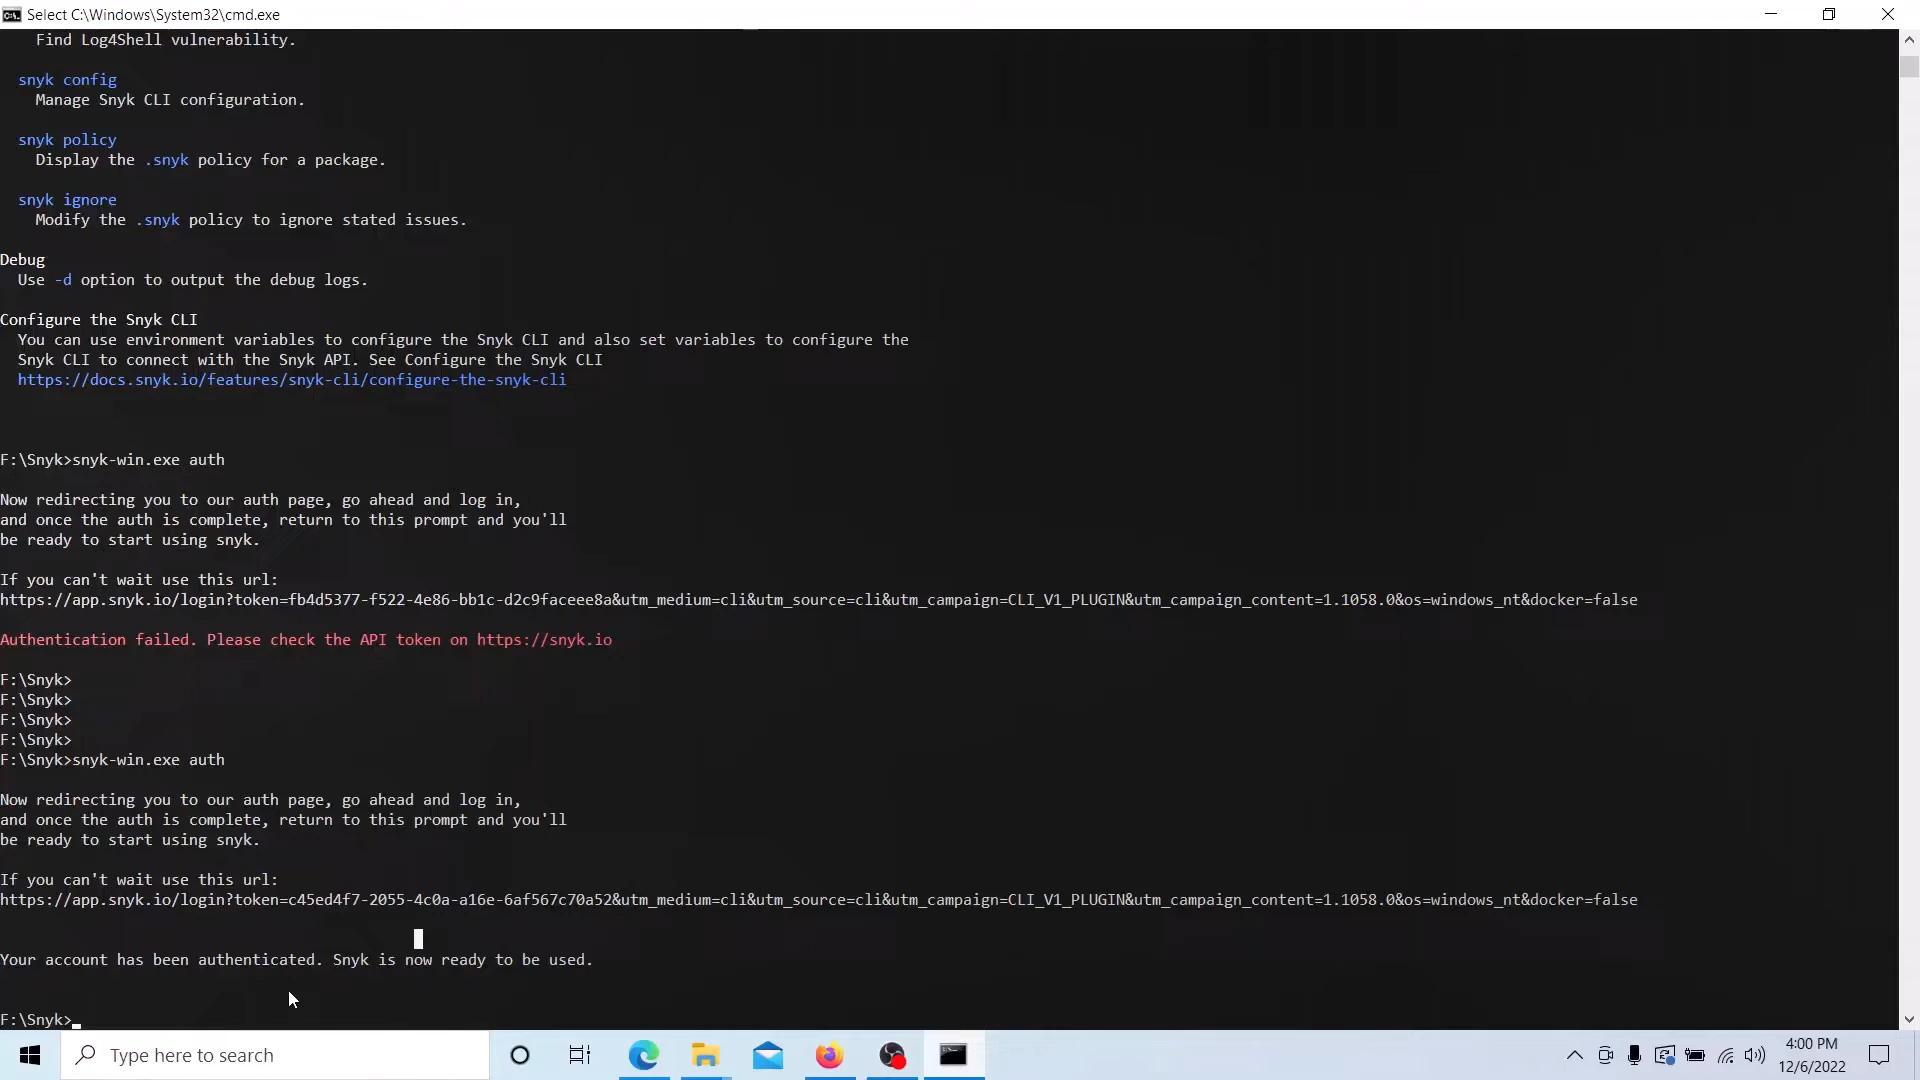 Select C:\Windows\System32\cmd.exe
Find Log4Shell vulnerability.
snyk config
Manage Snyk CLI configuration.
snyk policy
Display the .snyk policy for a package.
snyk ignore
Modify the .snyk policy to ignore stated issues.
Debug
Use -d option to output the debug logs.
Configure the Snyk CLI
You can use environment variables to configure the Snyk CLI and also set variables to configure the
Snyk CLI to connect with the Snyk API. See Configure the Snyk CLI
https://docs.snyk.io/features/snyk-cli/configure-the-snyk-cli
F:\Snyk>snyk-win.exe auth
Now redirecting you to our auth page, go ahead and log in,
and once the auth is complete, return to this prompt and you'll
be ready to start using snyk.
If you can't wait use this url:
https://app.snyk.io/login?token=fb4d5377-f522-4e86-bb1c-d2c9faceee8a&utm_medium=cli&utm_source=cli&utm_campaign=CLI_V1_PLUGIN&utm_campaign_content=1.1058.0&os=windows_nt&docker=false
Authentication failed. Please check the API token on https://snyk.io
F:\Snyk>
F:\Snyk>
F:\Snyk>
F:\Snyk>
F:\Snyk>snyk-win.exe auth
Now redirecting you to our auth page, go ahead and log in,
and once the auth is complete, return to this prompt and you'll
be ready to start using snyk.
If you can't wait use this url:
https://app.snyk.io/login?token=c45ed4f7-2055-4c0a-a16e-6af567c70a52&utm_medium=cli&utm_source=cli&utm_campaign=CLI_V1_PLUGIN&utm_campaign_content=1.1058.0&os=windows_nt&docker=false
Your account has been authenticated. Snyk is now ready to be used.
F:\Snyk>
Type here to search
4:00 PM
12/6/2022